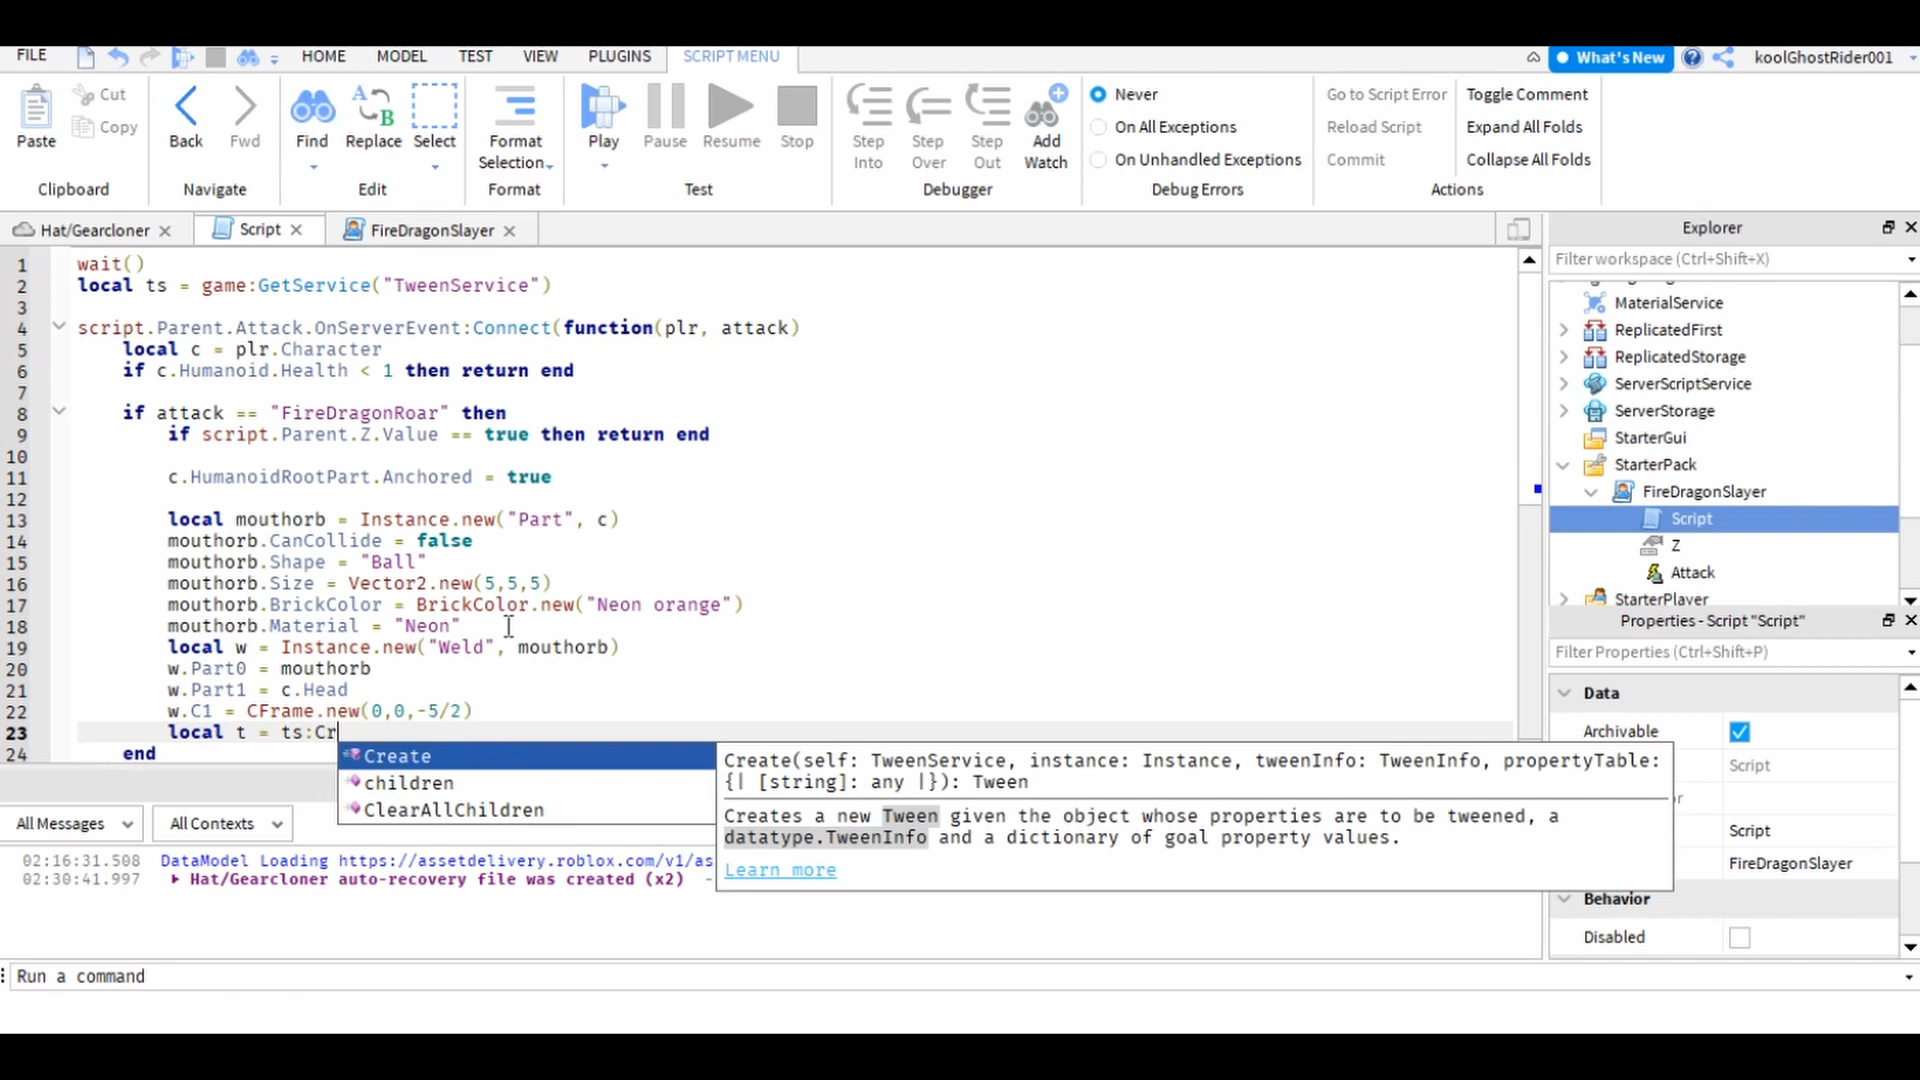 FILE HOME MODEL TEST VIEW PLUGINS SCRIPT MENU What's New koolGhostRider001
Paste Cut Copy Clipboard
Back Fwd Navigate
Find Replace Select Edit
A B
Format Selection Format
Play Pause Resume Stop Test
Step Into Step Over Step Out Add Watch Debugger
Never
On All Exceptions
On Unhandled Exceptions
Debug Errors
Go to Script Error Toggle Comment
Reload Script Expand All Folds
Commit Collapse All Folds
Actions
Hat/Gearcloner Script FireDragonSlayer
1 wait()
2 local ts = game:GetService("TweenService")
3
4 script.Parent.Attack.OnServerEvent:Connect(function(plr, attack)
5 local c = plr.Character
6 if c.Humanoid.Health < 1 then return end
7
8 if attack == "FireDragonRoar" then
9 if script.Parent.Z.Value == true then return end
10
11 c.HumanoidRootPart.Anchored = true
12
13 local mouthorb = Instance.new("Part", c)
14 mouthorb.CanCollide = false
15 mouthorb.Shape = "Ball"
16 mouthorb.Size = Vector2.new(5,5,5)
17 mouthorb.BrickColor = BrickColor.new("Neon orange")
18 mouthorb.Material = "Neon"
19 local w = Instance.new("Weld", mouthorb)
20 w.Part0 = mouthorb
21 w.Part1 = c.Head
22 w.C1 = CFrame.new(0,0,-5/2)
23 local t = ts:Cr
24 end
Create
children
ClearAllChildren
Create(self: TweenService, instance: Instance, tweenInfo: TweenInfo, propertyTable:
{| [string]: any |}): Tween
Creates a new Tween given the object whose properties are to be tweened, a
datatype.TweenInfo and a dictionary of goal property values.
Learn more
All Messages All Contexts
02:16:31.508 DataModel Loading https://assetdelivery.roblox.com/v1/as
02:30:41.997 Hat/Gearcloner auto-recovery file was created (x2) -
Run a command
Explorer
Filter workspace (Ctrl+Shift+X)
MaterialService
ReplicatedFirst
ReplicatedStorage
ServerScriptService
ServerStorage
StarterGui
StarterPack
FireDragonSlayer
Script
Z
Attack
StarterPlayer
Properties - Script "Script"
Filter Properties (Ctrl+Shift+P)
Data
Archivable
Script
Script
FireDragonSlayer
Behavior
Disabled